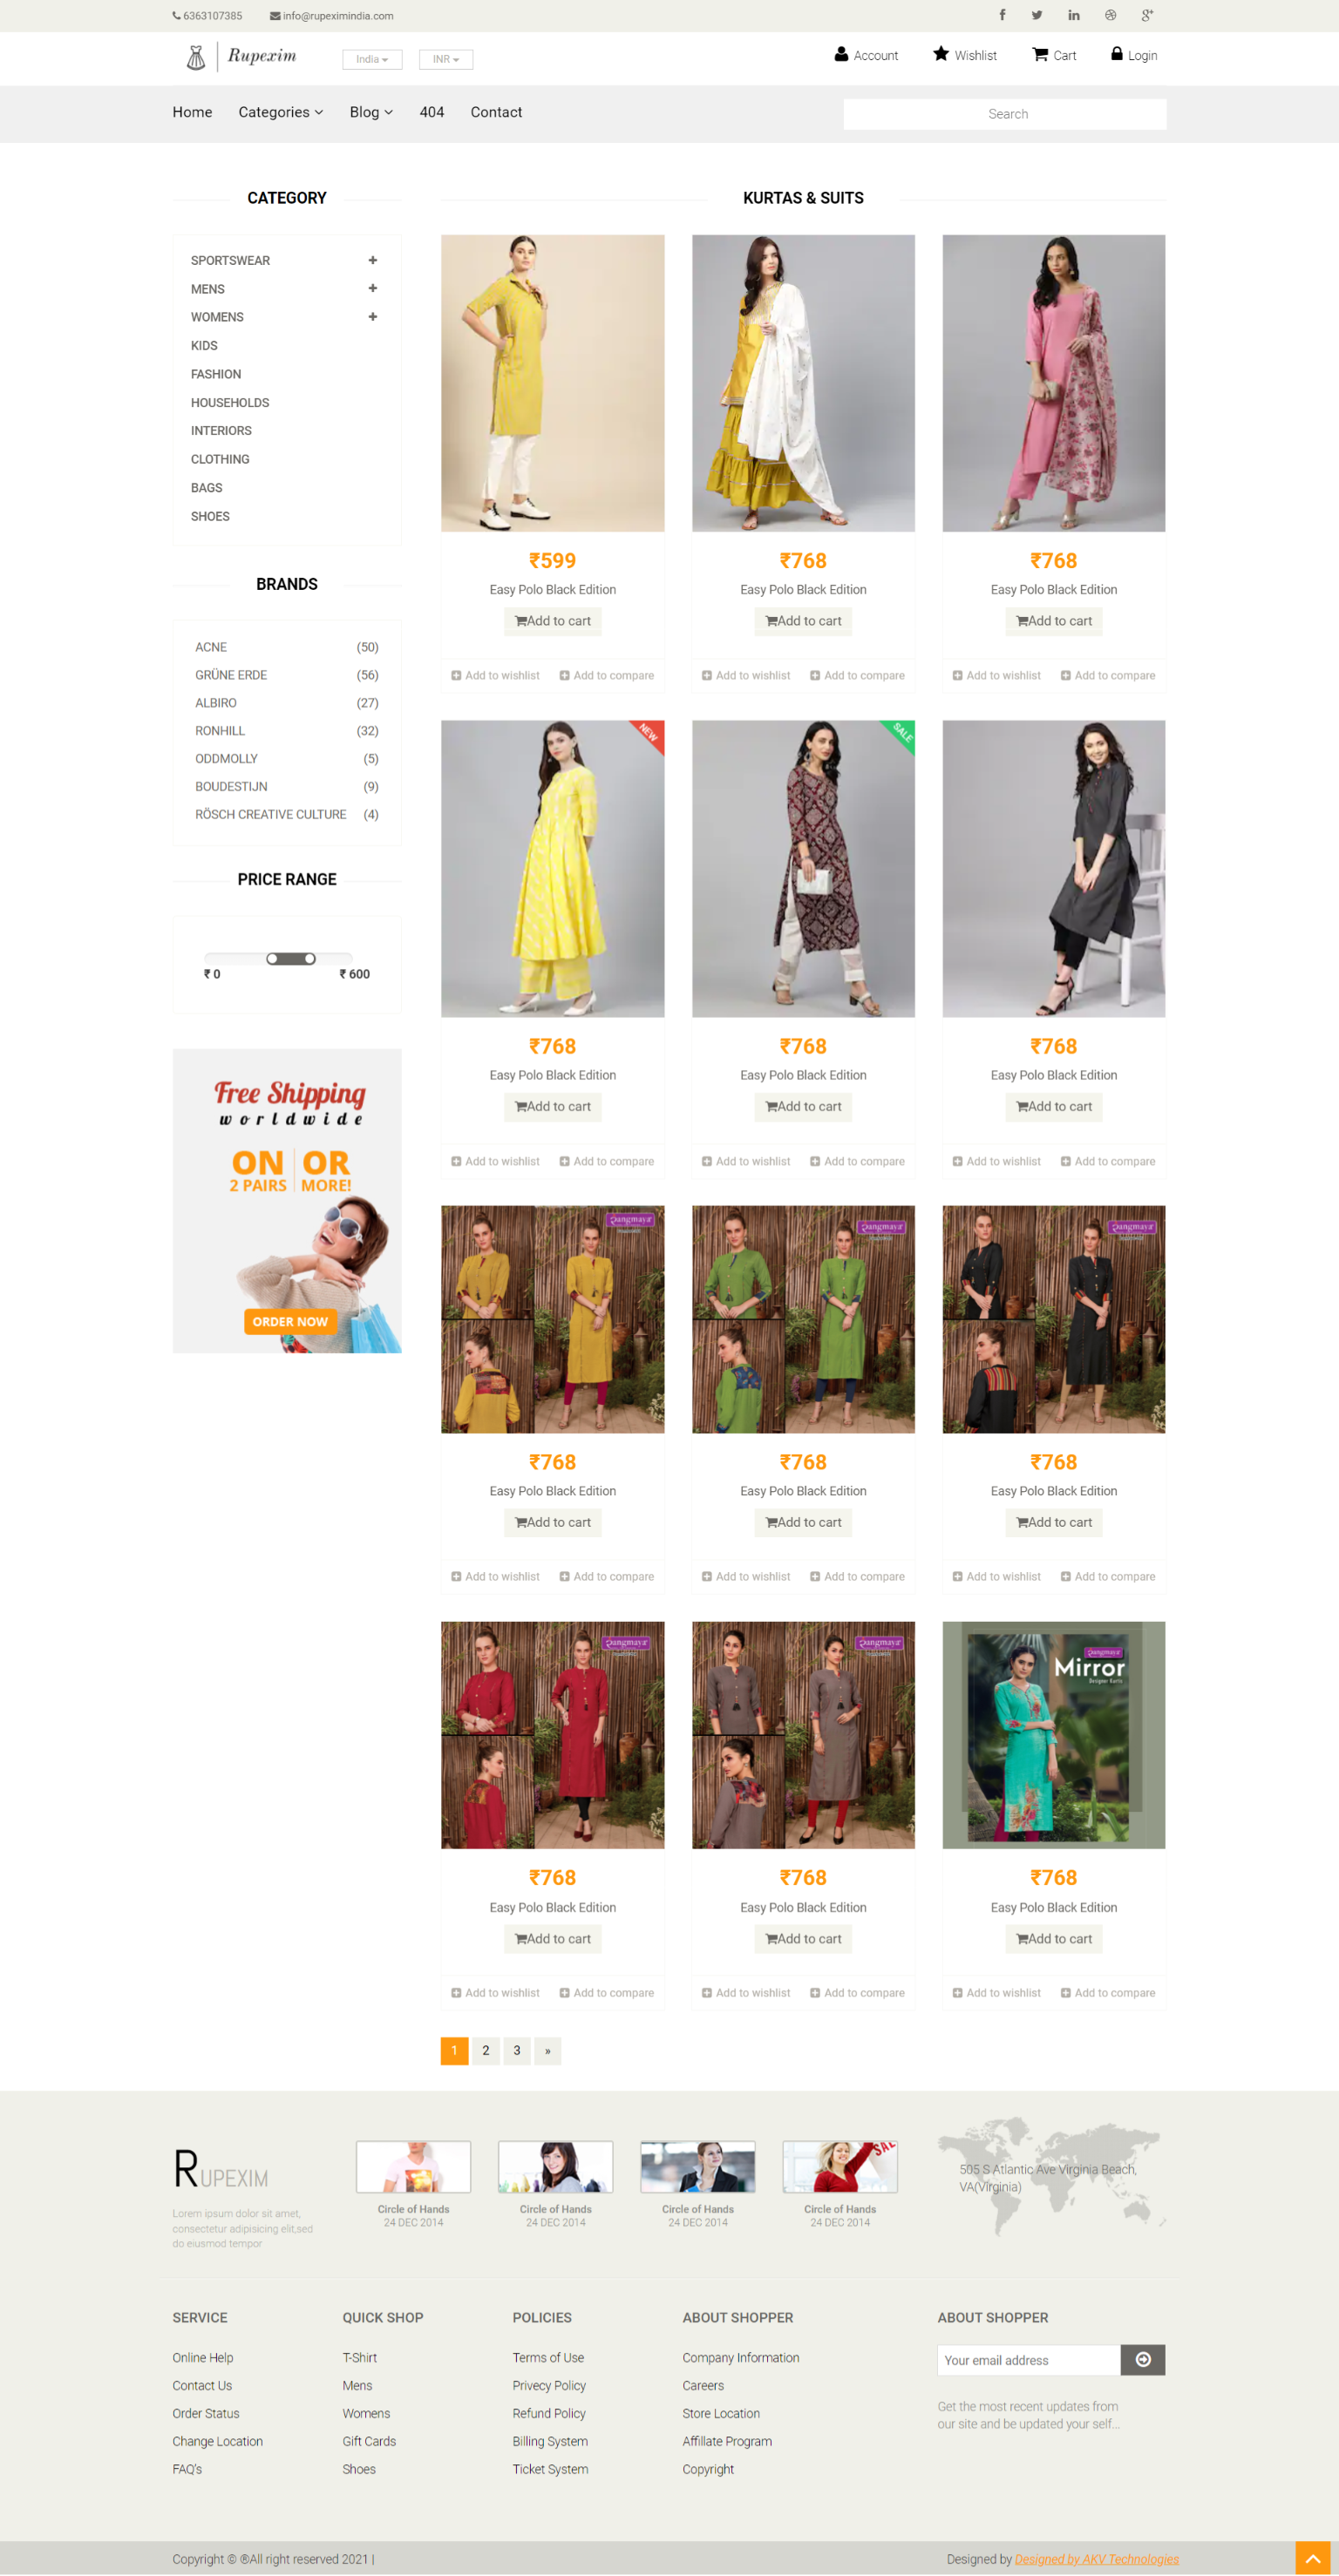 6363107385 info@rupeximindia.com
Rupexim India INR Account Wishlist Cart Login
Home Categories Blog 404 Contact Search
CATEGORY
SPORTSWEAR
MENS
WOMENS
KIDS
FASHION
HOUSEHOLDS
INTERIORS
CLOTHING
BAGS
SHOES
BRANDS
ACNE (50)
GRÜNE ERDE (56)
ALBIRO (27)
RONHILL (32)
ODDMOLLY (5)
BOUDESTIJN (9)
RÖSCH CREATIVE CULTURE (4)
PRICE RANGE
₹ 0 ₹ 600
Free Shipping
worldwide
ON OR
2 PAIRS MORE!
ORDER NOW
KURTAS & SUITS
₹599 ₹768 ₹768
Easy Polo Black Edition Easy Polo Black Edition Easy Polo Black Edition
Add to cart Add to cart Add to cart
Add to wishlist Add to compare Add to wishlist Add to compare Add to wishlist Add to compare
NEW SALE
₹768 ₹768 ₹768
Easy Polo Black Edition Easy Polo Black Edition Easy Polo Black Edition
Add to cart Add to cart Add to cart
Add to wishlist Add to compare Add to wishlist Add to compare Add to wishlist Add to compare
Rangmaya Rangmaya Rangmaya
₹768 ₹768 ₹768
Easy Polo Black Edition Easy Polo Black Edition Easy Polo Black Edition
Add to cart Add to cart Add to cart
Add to wishlist Add to compare Add to wishlist Add to compare Add to wishlist Add to compare
Rangmaya Rangmaya Rangmaya
Mirror
Designer Kurti
₹768 ₹768 ₹768
Easy Polo Black Edition Easy Polo Black Edition Easy Polo Black Edition
Add to cart Add to cart Add to cart
Add to wishlist Add to compare Add to wishlist Add to compare Add to wishlist Add to compare
1 2 3 »
RUPEXIM
Lorem ipsum dolor sit amet,
consectetur adipisicing elit,sed
do eiusmod tempor
SALE
Circle of Hands Circle of Hands Circle of Hands Circle of Hands
24 DEC 2014 24 DEC 2014 24 DEC 2014 24 DEC 2014
505 S Atlantic Ave Virginia Beach,
VA(Virginia)
SERVICE
Online Help
Contact Us
Order Status
Change Location
FAQ's
QUICK SHOP
T-Shirt
Mens
Womens
Gift Cards
Shoes
POLICIES
Terms of Use
Privecy Policy
Refund Policy
Billing System
Ticket System
ABOUT SHOPPER
Company Information
Careers
Store Location
Affillate Program
Copyright
ABOUT SHOPPER
Your email address
Get the most recent updates from
our site and be updated your self...
Copyright © ®All right reserved 2021 | Designed by Designed by AKV Technologies